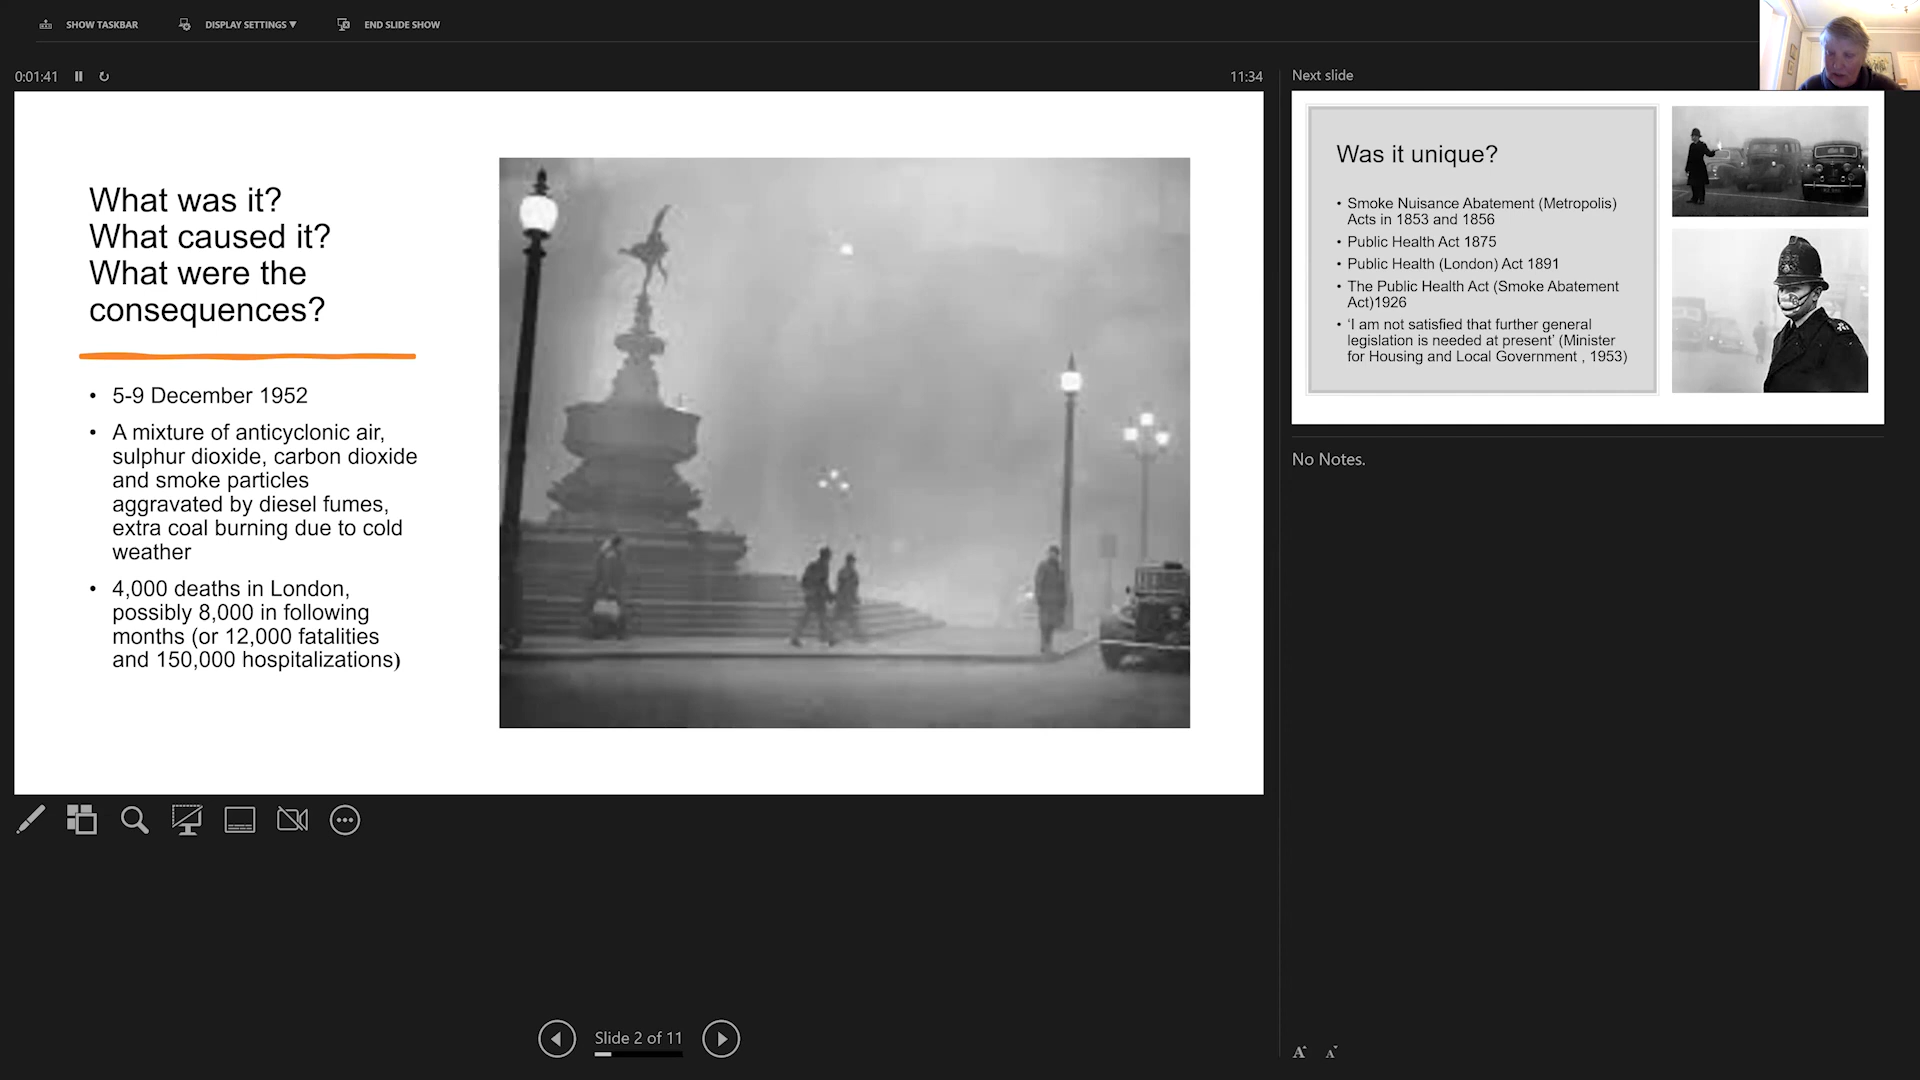 SHOW TASKBAR
DISPLAY SETTINGS ▼
END SLIDE SHOW
0:01:41
11:34
What was it?
What caused it?
What were the
consequences?
• 5-9 December 1952
• A mixture of anticyclonic air,
sulphur dioxide, carbon dioxide
and smoke particles
aggravated by diesel fumes,
extra coal burning due to cold
weather
• 4,000 deaths in London,
possibly 8,000 in following
months (or 12,000 fatalities
and 150,000 hospitalizations)
Slide 2 of 11
Next slide
Was it unique?
• Smoke Nuisance Abatement (Metropolis)
Acts in 1853 and 1856
• Public Health Act 1875
• Public Health (London) Act 1891
• The Public Health Act (Smoke Abatement
Act)1926
• ‘I am not satisfied that further general
legislation is needed at present’ (Minister
for Housing and Local Government , 1953)
No Notes.
A A